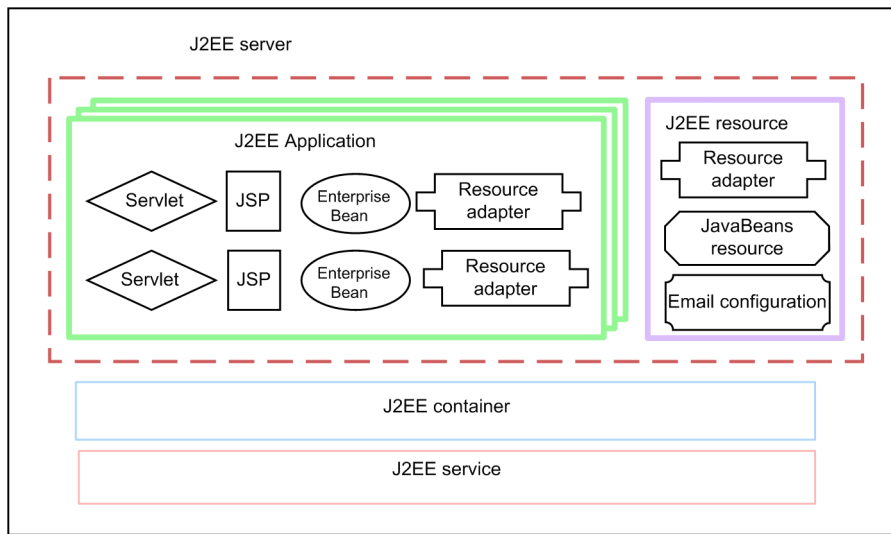 J2EE server
J2EE Application
Servlet
JSP
Enterprise
Bean
Resource
adapter
Servlet
JSP
Enterprise
Bean
Resource
adapter
J2EE resource
Resource
adapter
JavaBeans
resource
Email configuration
J2EE container
J2EE service